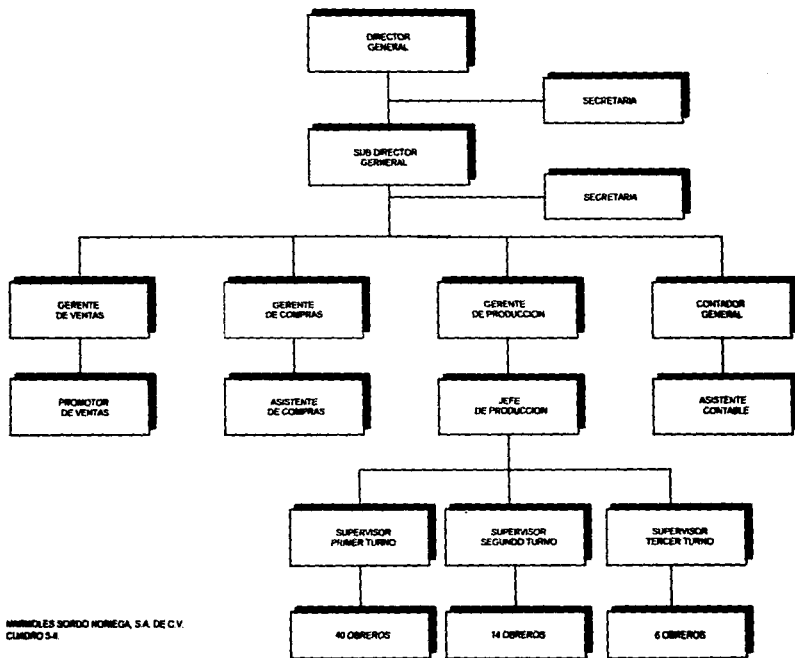 DIRECTOR
GENERAL
SECRETARIA
SUB DIRECTOR
GERNERAL
SECRETARIA
GERENTE
DE VENTAS
GERENTE
DE COMPRAS
GERENTE
DE PRODUCCION
CONTADOR
GENERAL
PROMOTOR
DE VENTAS
ASISTENTE
DE COMPRAS
JEFE
DE PRODUCCION
ASISTENTE
CONTABLE
SUPERVISOR
PRIMER TURNO
SUPERVISOR
SEGUNDO TURNO
SUPERVISOR
TERCER TURNO
40 OBREROS
14 OBREROS
6 OBREROS
MARMOLES SORDO NORIEGA, S.A. DE C.V.
CUADRO 5-4.